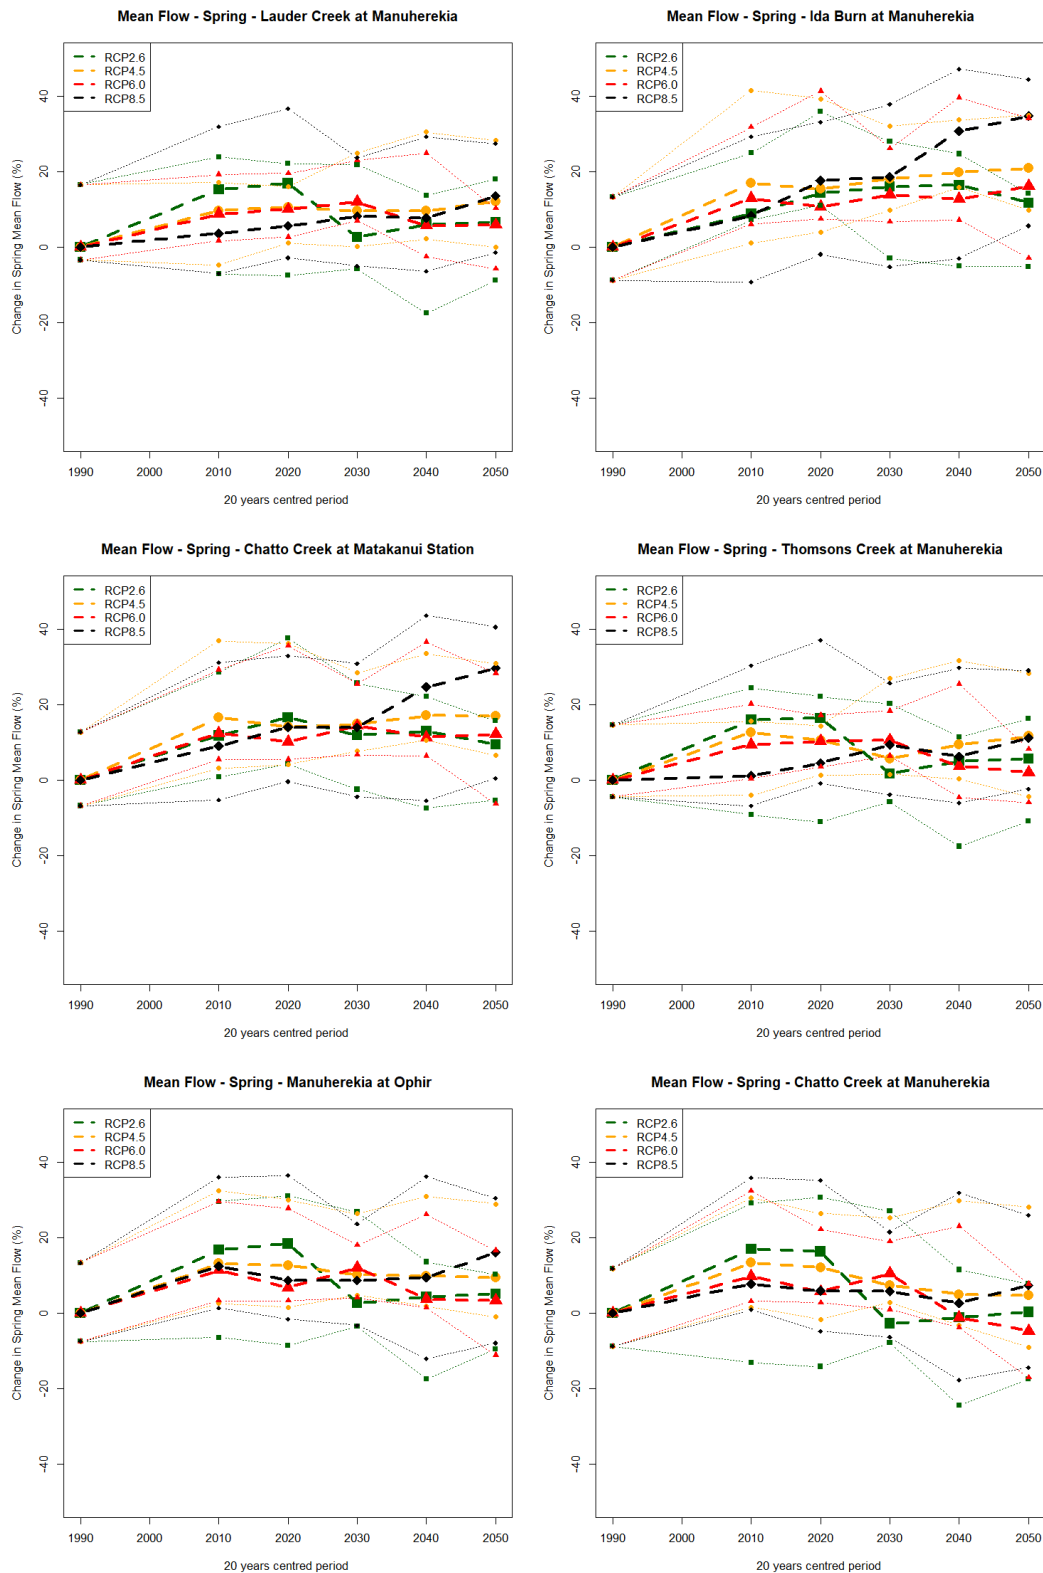 Mean Flow - Spring - Lauder Creek at Manuherekia
RCP2.6
RCP4.5
RCP6.0
RCP8.5
Change in Spring Mean Flow (%)
40
20
0
-20
-40
1990 2000 2010 2020 2030 2040 2050
20 years centred period
Mean Flow - Spring - Ida Burn at Manuherekia
RCP2.6
RCP4.5
RCP6.0
RCP8.5
Change in Spring Mean Flow (%)
40
20
0
-20
-40
1990 2000 2010 2020 2030 2040 2050
20 years centred period
Mean Flow - Spring - Chatto Creek at Matakanui Station
RCP2.6
RCP4.5
RCP6.0
RCP8.5
Change in Spring Mean Flow (%)
40
20
0
-20
-40
1990 2000 2010 2020 2030 2040 2050
20 years centred period
Mean Flow - Spring - Thomsons Creek at Manuherekia
RCP2.6
RCP4.5
RCP6.0
RCP8.5
Change in Spring Mean Flow (%)
40
20
0
-20
-40
1990 2000 2010 2020 2030 2040 2050
20 years centred period
Mean Flow - Spring - Manuherekia at Ophir
RCP2.6
RCP4.5
RCP6.0
RCP8.5
Change in Spring Mean Flow (%)
40
20
0
-20
-40
1990 2000 2010 2020 2030 2040 2050
20 years centred period
Mean Flow - Spring - Chatto Creek at Manuherekia
RCP2.6
RCP4.5
RCP6.0
RCP8.5
Change in Spring Mean Flow (%)
40
20
0
-20
-40
1990 2000 2010 2020 2030 2040 2050
20 years centred period